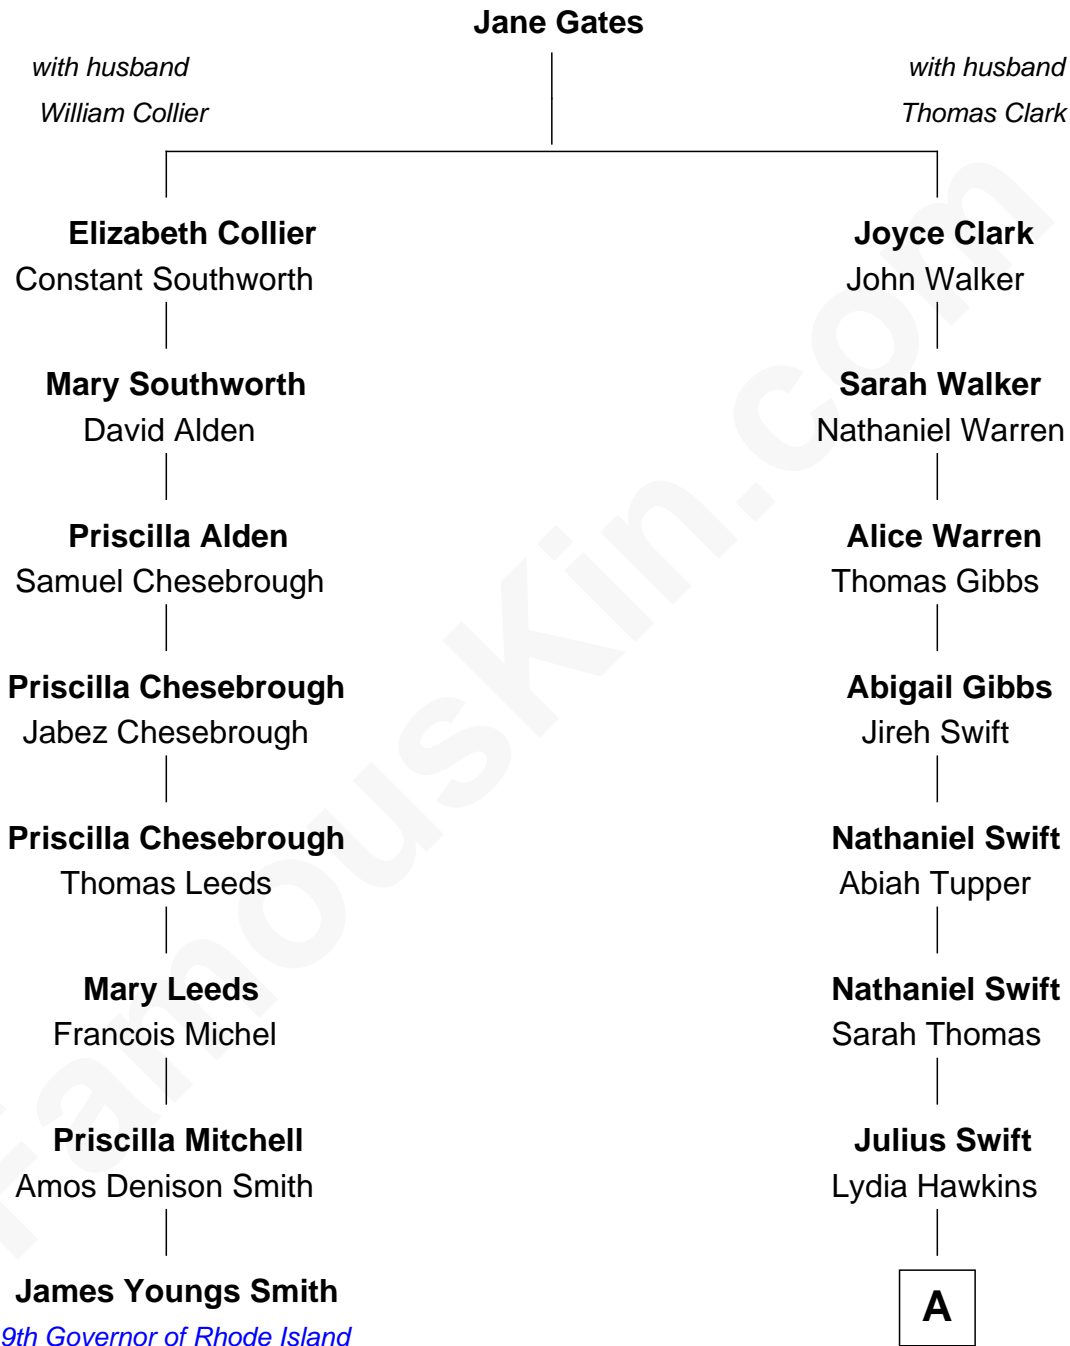 Jane Gates
with husband
William Collier
with husband
Thomas Clark
Elizabeth Collier
Constant Southworth
Joyce Clark
John Walker
Mary Southworth
David Alden
Sarah Walker
Nathaniel Warren
Priscilla Alden
Samuel Chesebrough
Alice Warren
Thomas Gibbs
Priscilla Chesebrough
Jabez Chesebrough
Abigail Gibbs
Jireh Swift
Priscilla Chesebrough
Thomas Leeds
Nathaniel Swift
Abiah Tupper
Mary Leeds
Francois Michel
Nathaniel Swift
Sarah Thomas
Priscilla Mitchell
Amos Denison Smith
Julius Swift
Lydia Hawkins
James Youngs Smith
9th Governor of Rhode Island
A
FamousKin.com